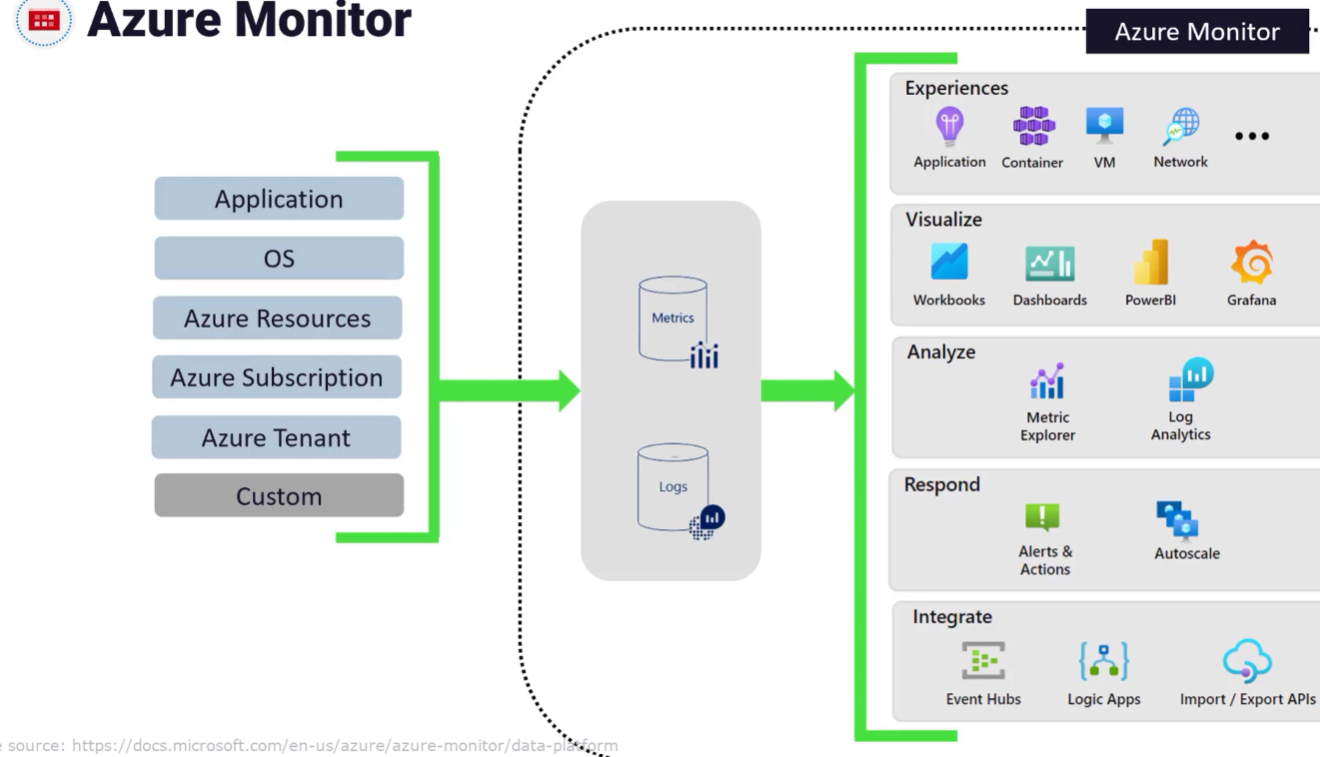 Azure Monitor
Azure Monitor
Application
OS
Azure Resources
Azure Subscription
Azure Tenant
Custom
Metrics
Logs
Experiences
Application
Container
VM
Network
Visualize
Workbooks
Dashboards
PowerBI
Grafana
Analyze
Metric
Explorer
Log
Analytics
Respond
Alerts &
Actions
Autoscale
Integrate
Event Hubs
Logic Apps
Import / Export APIs
source: https://docs.microsoft.com/en-us/azure/azure-monitor/data-platform